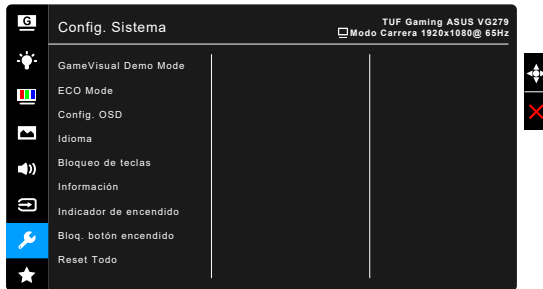 G
Config. Sistema
TUF Gaming ASUS VG279
Modo Carrera 1920x1080@ 65Hz
GameVisual Demo Mode
ECO Mode
Config. OSD
Idioma
Bloqueo de teclas
Información
Indicador de encendido
Bloq. botón encendido
Reset Todo